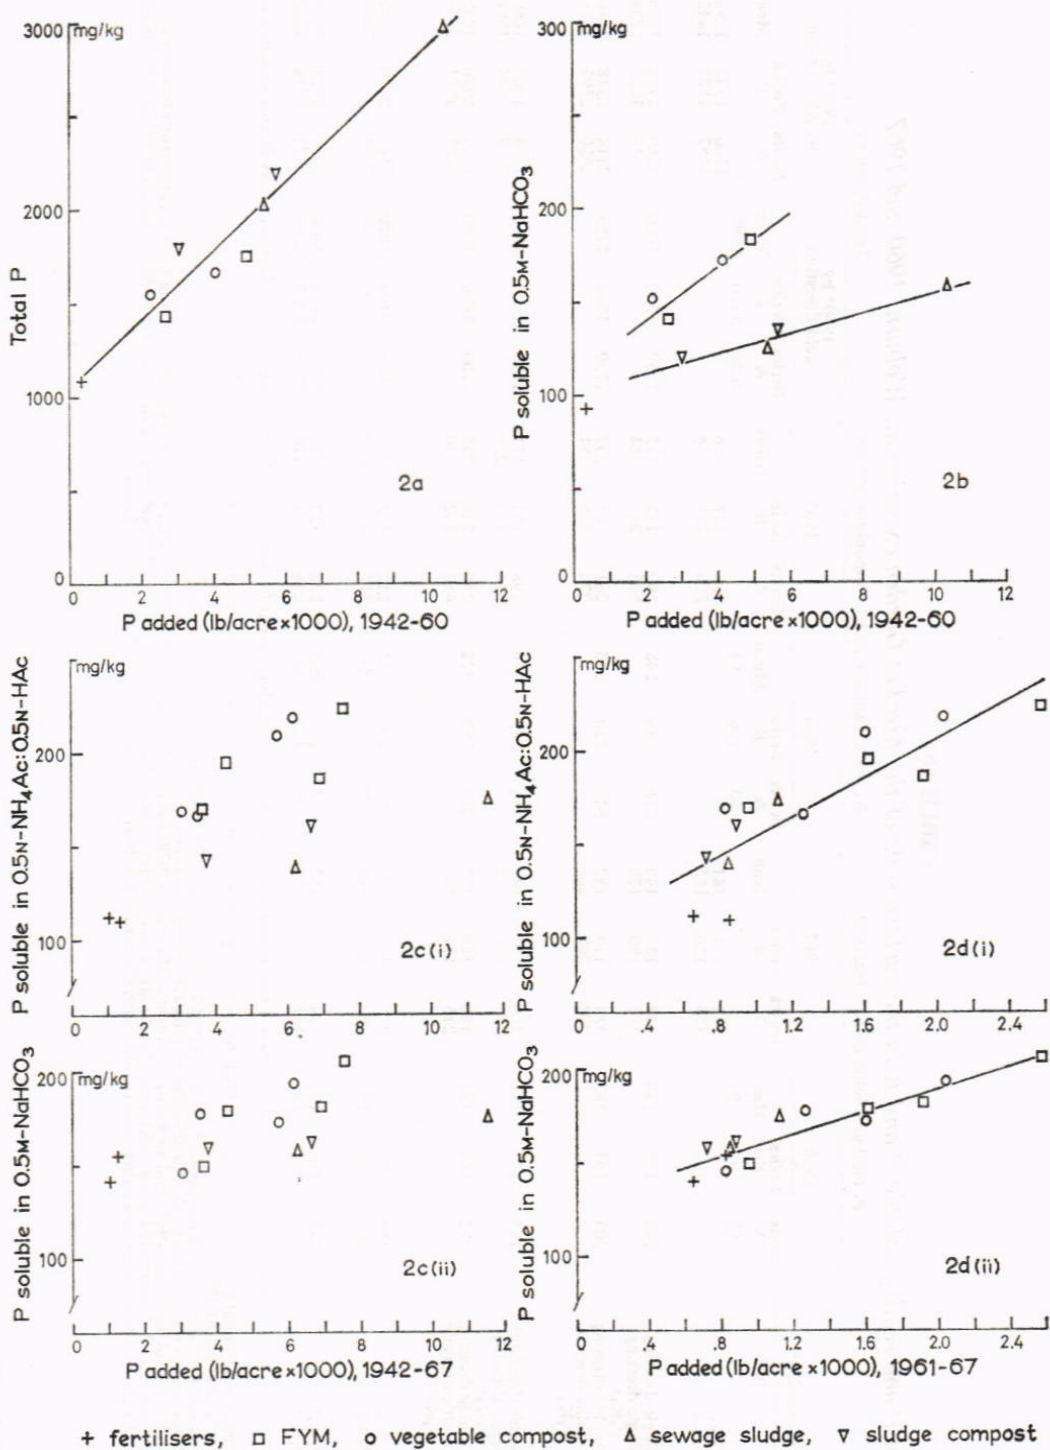 3000 mg/kg
2000
1000
0
Total P
2a
0 2 4 6 8 10 12
P added (lb/acre x 1000), 1942-60
300 mg/kg
200
100
0
P soluble in 0.5M-NaHCO₃
2b
0 2 4 6 8 10 12
P added (lb/acre x 1000), 1942-60
mg/kg
200
100
P soluble in 0.5N-NH₄Ac:0.5N-HAc
2c(i)
0 2 4 6 8 10 12
mg/kg
200
100
P soluble in 0.5N-NH₄Ac:0.5N-HAc
2d(i)
0 .4 .8 1.2 1.6 2.0 2.4
200 mg/kg
100
P soluble in 0.5M-NaHCO₃
2c(ii)
0 2 4 6 8 10 12
P added (lb/acre x 1000), 1942-67
200 mg/kg
100
P soluble in 0.5M-NaHCO₃
2d(ii)
0 .4 .8 1.2 1.6 2.0 2.4
P added (lb/acre x 1000), 1961-67
+ fertilisers, □ FYM, o vegetable compost, △ sewage sludge, ▽ sludge compost